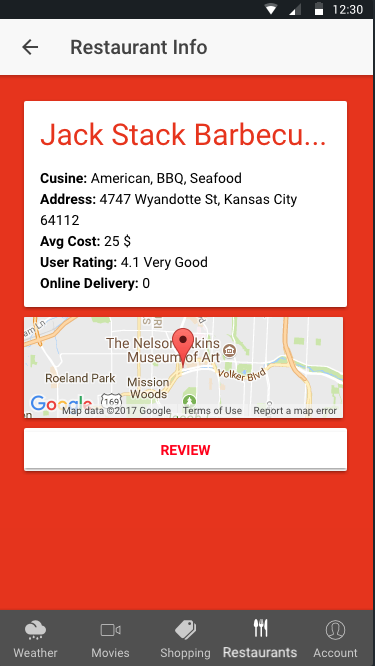 12:30
Restaurant Info
Jack Stack Barbecu...
Cusine: American, BBQ, Seafood
Address: 4747 Wyandotte St, Kansas City
64112
Avg Cost: 25 $
User Rating: 4.1 Very Good
Online Delivery: 0
The Nelson
kins
Museum of Art
Roeland Park
Mission
Woods
Volker Blvd
169
Google
Map data ©2017 Google Terms of Use Report a map error
REVIEW
Weather Movies Shopping Restaurants Account